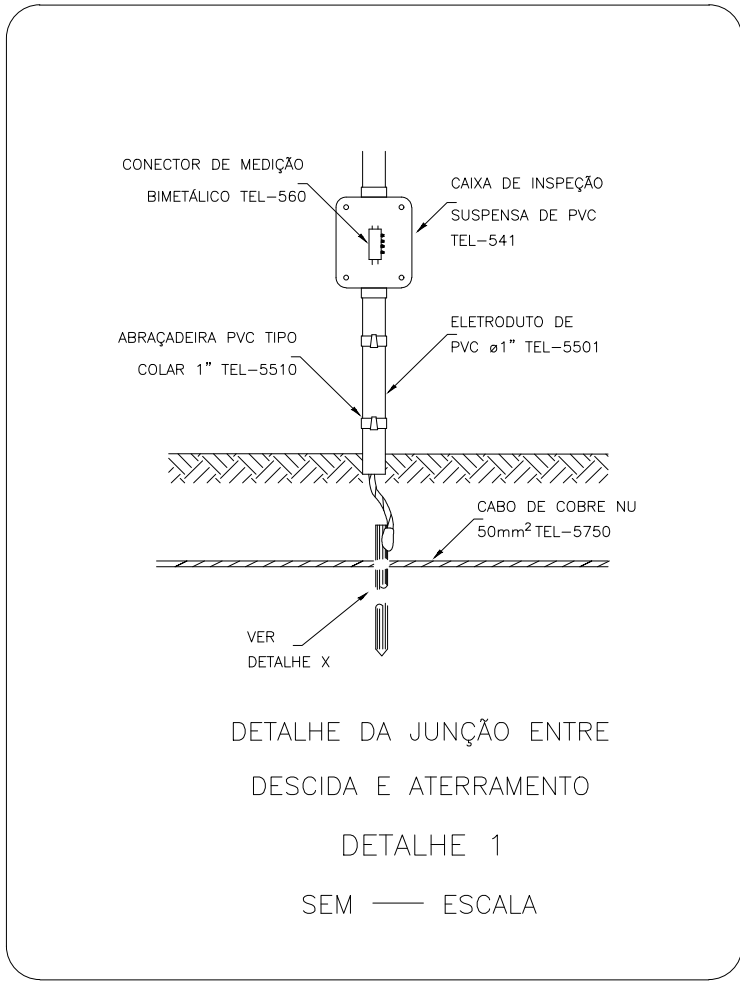 CONECTOR DE MEDIÇÃO
BIMETÁLICO TEL-560
CAIXA DE INSPEÇÃO
SUSPENSA DE PVC
TEL-541
ABRAÇADEIRA PVC TIPO
COLAR 1" TEL-5510
ELETRODUTO DE
PVC ø1" TEL-5501
CABO DE COBRE NU
50mm² TEL-5750
VER
DETALHE X
DETALHE DA JUNÇÃO ENTRE
DESCIDA E ATERRAMENTO
DETALHE 1
SEM — ESCALA